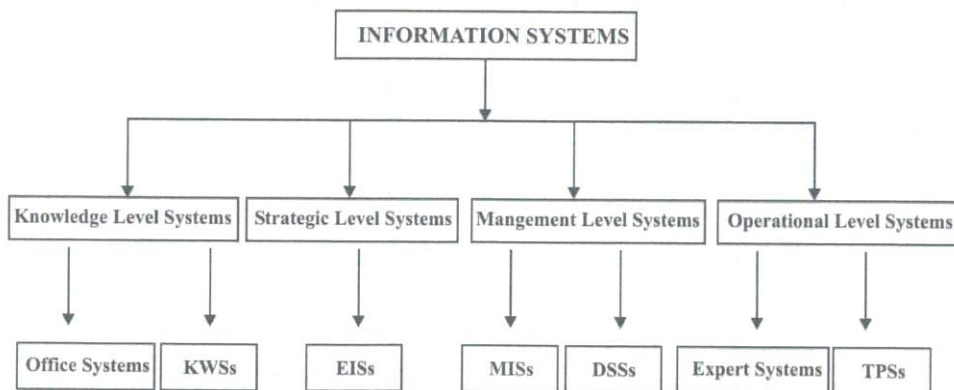 INFORMATION SYSTEMS
Knowledge Level Systems
Strategic Level Systems
Mangement Level Systems
Operational Level Systems
Office Systems
KWSs
EISs
MISs
DSSs
Expert Systems
TPSs